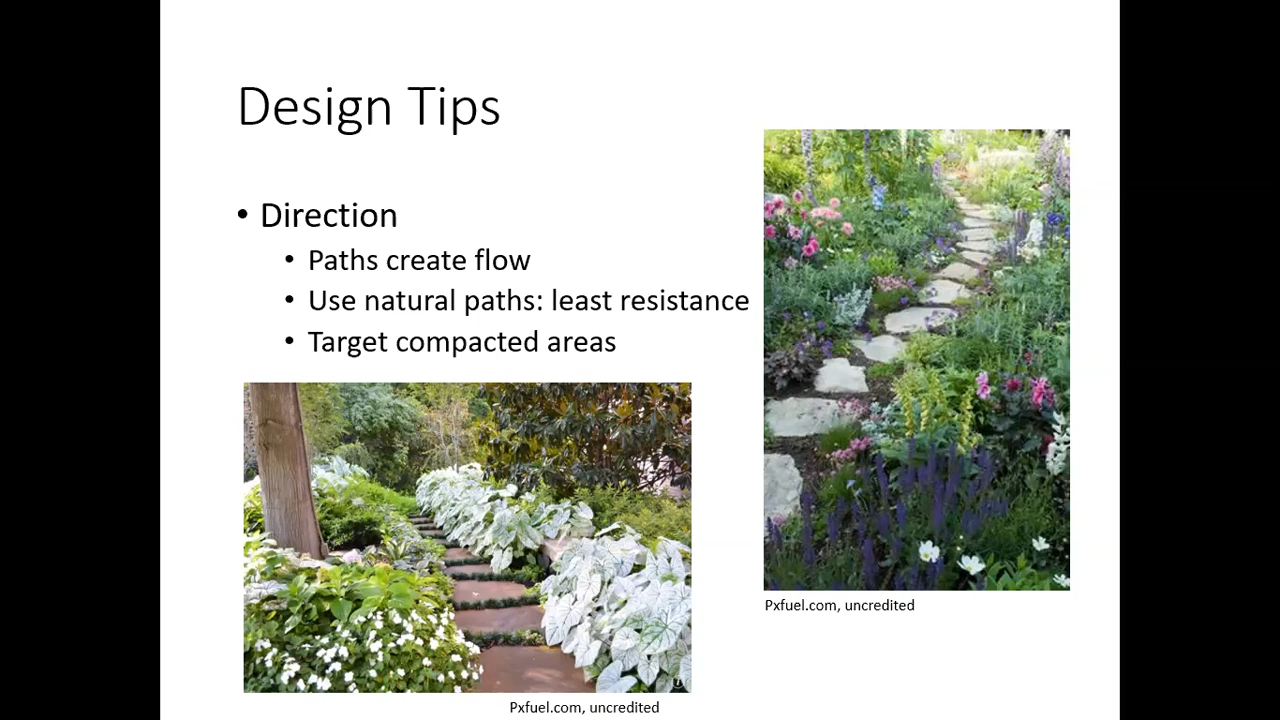 Design Tips
• Direction
• Paths create flow
• Use natural paths: least resistance
• Target compacted areas
Pxfuel.com, uncredited
Pxfuel.com, uncredited